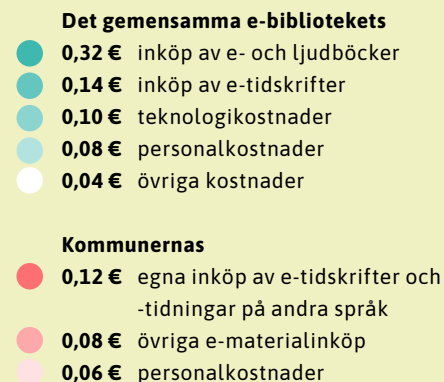 Det gemensamma e-bibliotekets
0,32 € inköp av e- och ljudböcker
0,14 € inköp av e-tidskrifter
0,10 € teknologikostnader
0,08 € personalkostnader
0,04 € övriga kostnader
Kommunernas
0,12 € egna inköp av e-tidskrifter och
-tidningar på andra språk
0,08 € övriga e-materialinköp
0,06 € personalkostnader